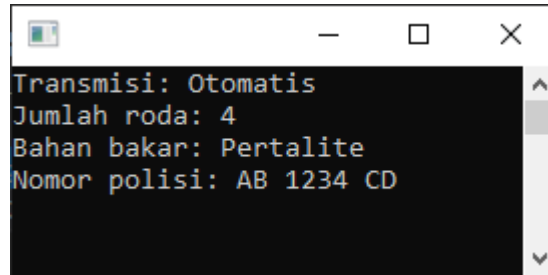 Transmisi: Otomatis
Jumlah roda: 4
Bahan bakar: Pertalite
Nomor polisi: AB 1234 CD